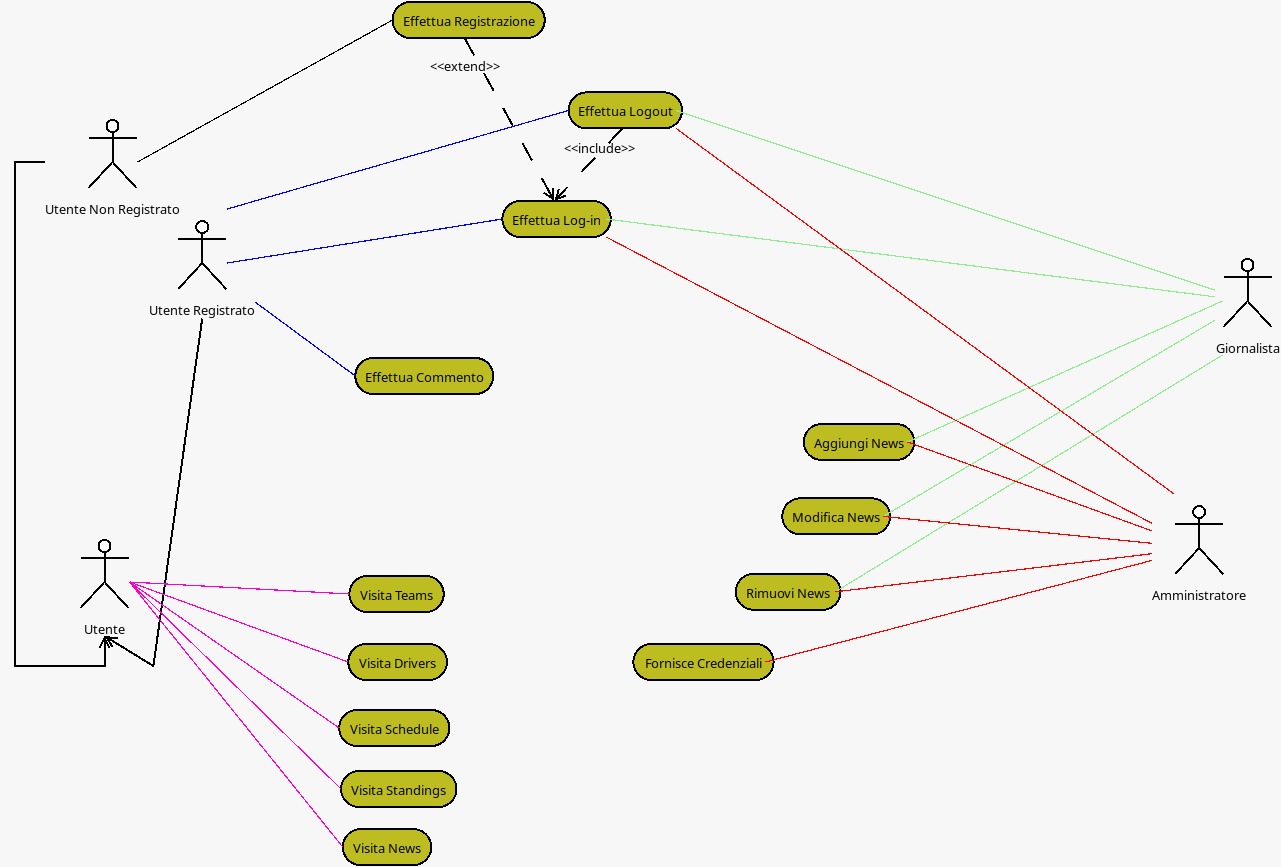 Effettua Registrazione
<<extend>>
Effettua Logout
<<include>>
Utente Non Registrato
Effettua Log-in
Utente Registrato
Giornalista
Effettua Commento
Aggiungi News
Modifica News
Rimuovi News
Amministratore
Visita Teams
Utente
Visita Drivers
Fornisce Credenziali
Visita Schedule
Visita Standings
Visita News